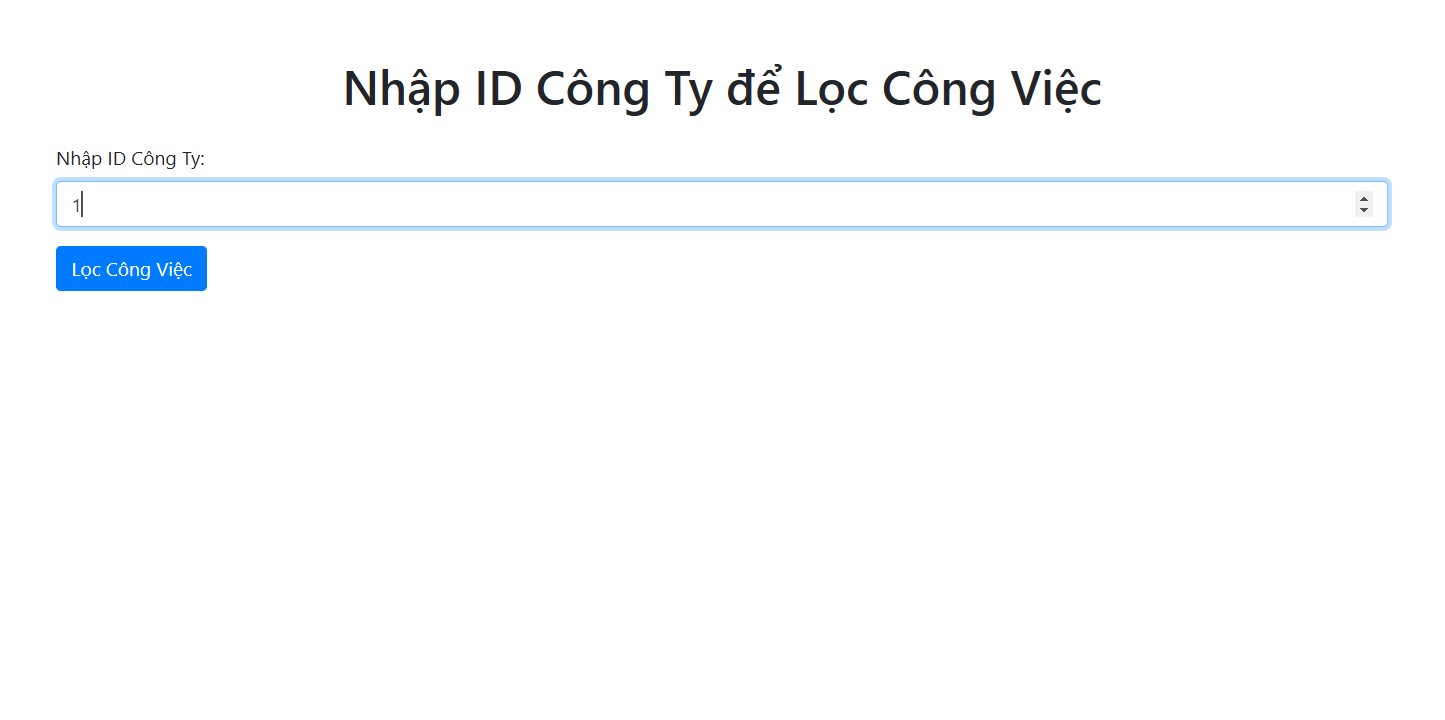 Nhập ID Công Ty để Lọc Công Việc
Nhập ID Công Ty:
1
Lọc Công Việc